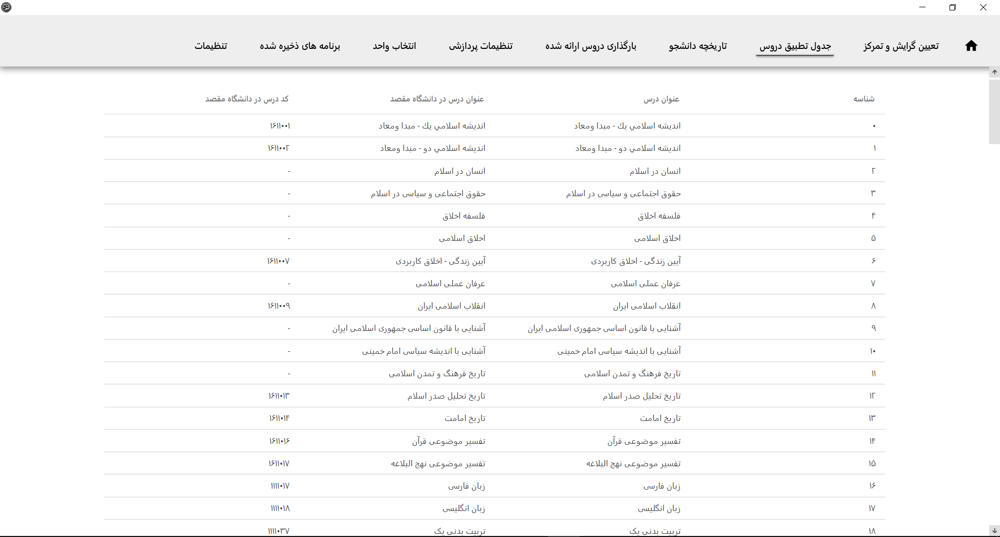 تعیین گرایش و تمرکز جدول تطبیق دروس تاریخچه دانشجو بارگذاری دروس ارائه شده تنظیمات پردازشی انتخاب واحد برنامه های ذخیره شده تنظیمات
شناسه عنوان درس عنوان درس در دانشگاه مقصد کد درس در دانشگاه مقصد
۰ اندیشه اسلامي يك - مبدا ومعاد اندیشه اسلامي يك - مبدا ومعاد ۱۶۱۱۰۰۱
۱ اندیشه اسلامي دو - مبدا ومعاد اندیشه اسلامي دو - مبدا ومعاد ۱۶۱۱۰۰۲
۲ انسان در اسلام انسان در اسلام -
۳ حقوق اجتماعی و سیاسی در اسلام حقوق اجتماعی و سیاسی در اسلام -
۴ فلسفه اخلاق فلسفه اخلاق -
۵ اخلاق اسلامی اخلاق اسلامی -
۶ آیین زندگی - اخلاق کاربردی آیین زندگی - اخلاق کاربردی ۱۶۱۱۰۰۷
۷ عرفان عملی اسلامی عرفان عملی اسلامی -
۸ انقلاب اسلامی ایران انقلاب اسلامی ایران ۱۶۱۱۰۰۹
۹ آشنایی با قانون اساسی جمهوری اسلامی ایران آشنایی با قانون اساسی جمهوری اسلامی ایران -
۱۰ آشنایی با اندیشه سیاسی امام خمینی آشنایی با اندیشه سیاسی امام خمینی -
۱۱ تاریخ فرهنگ و تمدن اسلامی تاریخ فرهنگ و تمدن اسلامی -
۱۲ تاریخ تحلیل صدر اسلام تاریخ تحلیل صدر اسلام ۱۶۱۱۰۱۳
۱۳ تاریخ امامت تاریخ امامت ۱۶۱۱۰۱۴
۱۴ تفسیر موضوعی قرآن تفسیر موضوعی قرآن ۱۶۱۱۰۱۶
۱۵ تفسیر موضوعی نهج البلاغه تفسیر موضوعی نهج البلاغه ۱۶۱۱۰۱۷
۱۶ زبان فارسی زبان فارسی ۱۱۱۱۰۱۷
۱۷ زبان انگلیسی زبان انگلیسی ۱۱۱۱۰۱۸
۱۸ تربیت بدنی یک تربیت بدنی یک ۱۱۱۱۰۳۷